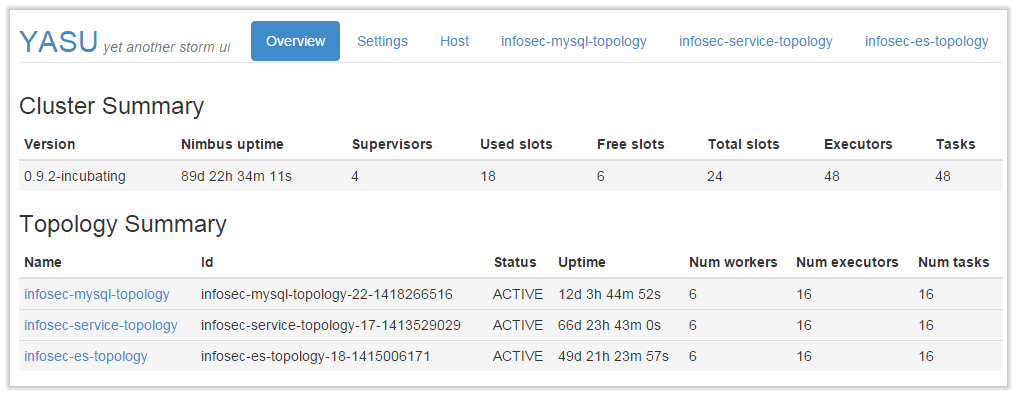 YASU yet another storm ui Overview Settings Host infosec-mysql-topology infosec-service-topology infosec-es-topology
Cluster Summary
Version Nimbus uptime Supervisors Used slots Free slots Total slots Executors Tasks
0.9.2-incubating 89d 22h 34m 11s 4 18 6 24 48 48
Topology Summary
Name Id Status Uptime Num workers Num executors Num tasks
infosec-mysql-topology infosec-mysql-topology-22-1418266516 ACTIVE 12d 3h 44m 52s 6 16 16
infosec-service-topology infosec-service-topology-17-1413529029 ACTIVE 66d 23h 43m 0s 6 16 16
infosec-es-topology infosec-es-topology-18-1415006171 ACTIVE 49d 21h 23m 57s 6 16 16